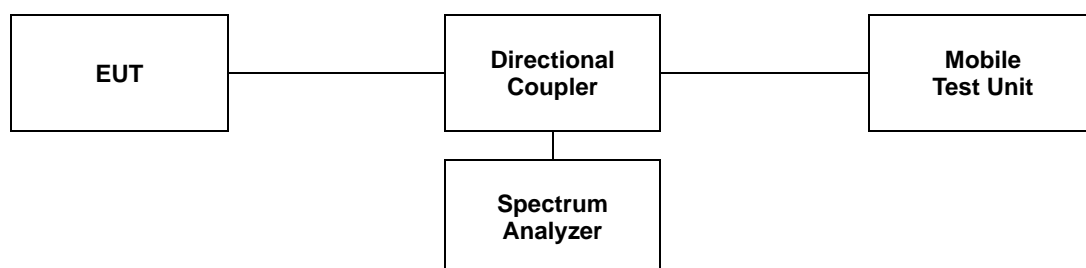 EUT
Directional
Coupler
Mobile
Test Unit
Spectrum
Analyzer